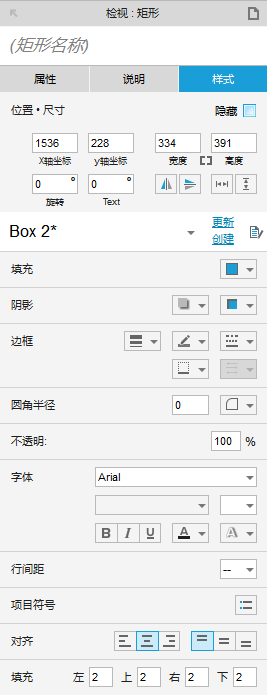 检视 : 矩形
(矩形名称)
属性 说明 样式
位置 • 尺寸 隐藏
1536 228 334 391
X轴坐标 y轴坐标 宽度 高度
0 ° 0 °
旋转 Text
Box 2* 更新
创建
填充
阴影
边框
圆角半径 0
不透明: 100 %
字体 Arial
B I U A A
行间距 --
项目符号
对齐
填充 左 2 上 2 右 2 下 2